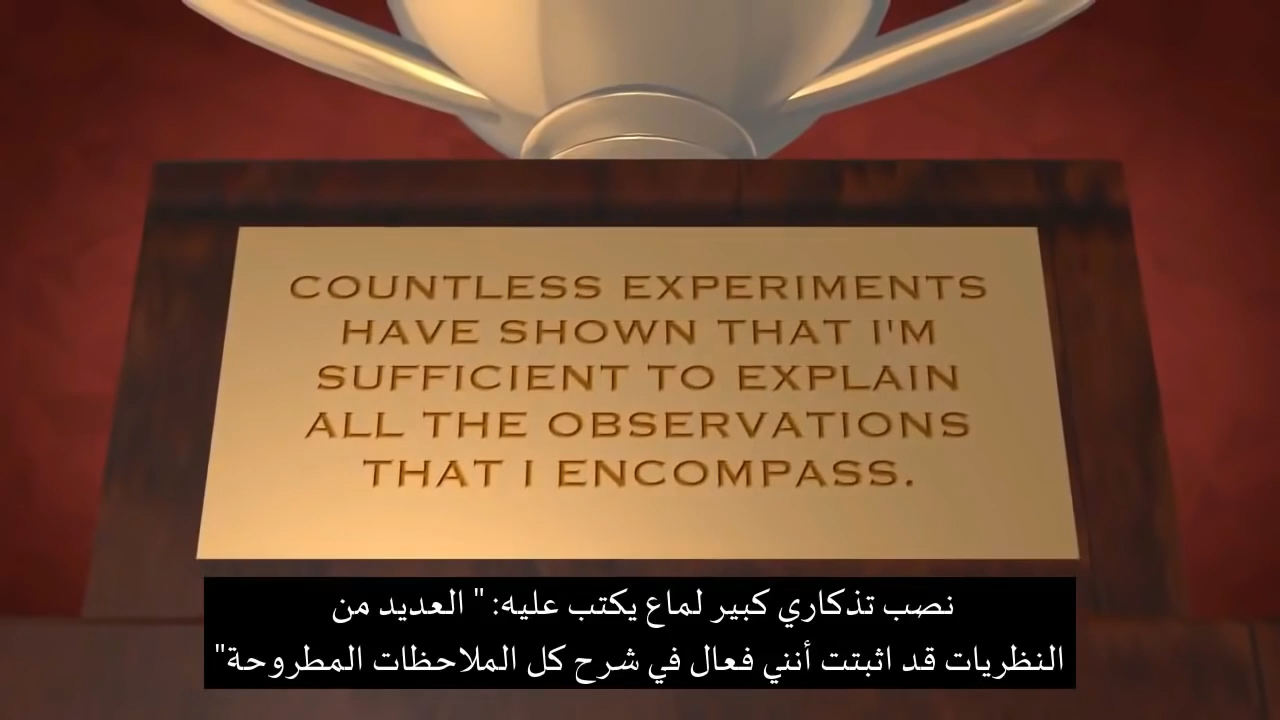 COUNTLESS EXPERIMENTS
HAVE SHOWN THAT I'M
SUFFICIENT TO EXPLAIN
ALL THE OBSERVATIONS
THAT I ENCOMPASS.
نصب تذكاري كبير لماع يكتب عليه: " العديد من
النظريات قد اثبتت أنني فعال في شرح كل الملاحظات المطروحة"